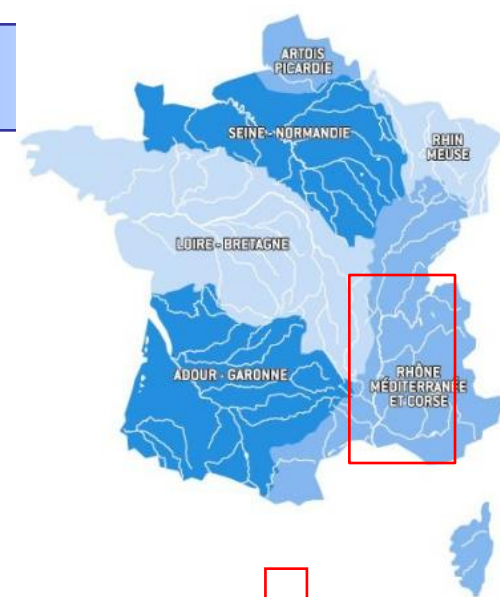 ARTOIS
PICARDIE
SEINE - NORMANDIE
RHIN
MEUSE
LOIRE - BRETAGNE
ADOUR - GARONNE
RHÔNE
MÉDITERRANÉE
ET CORSE